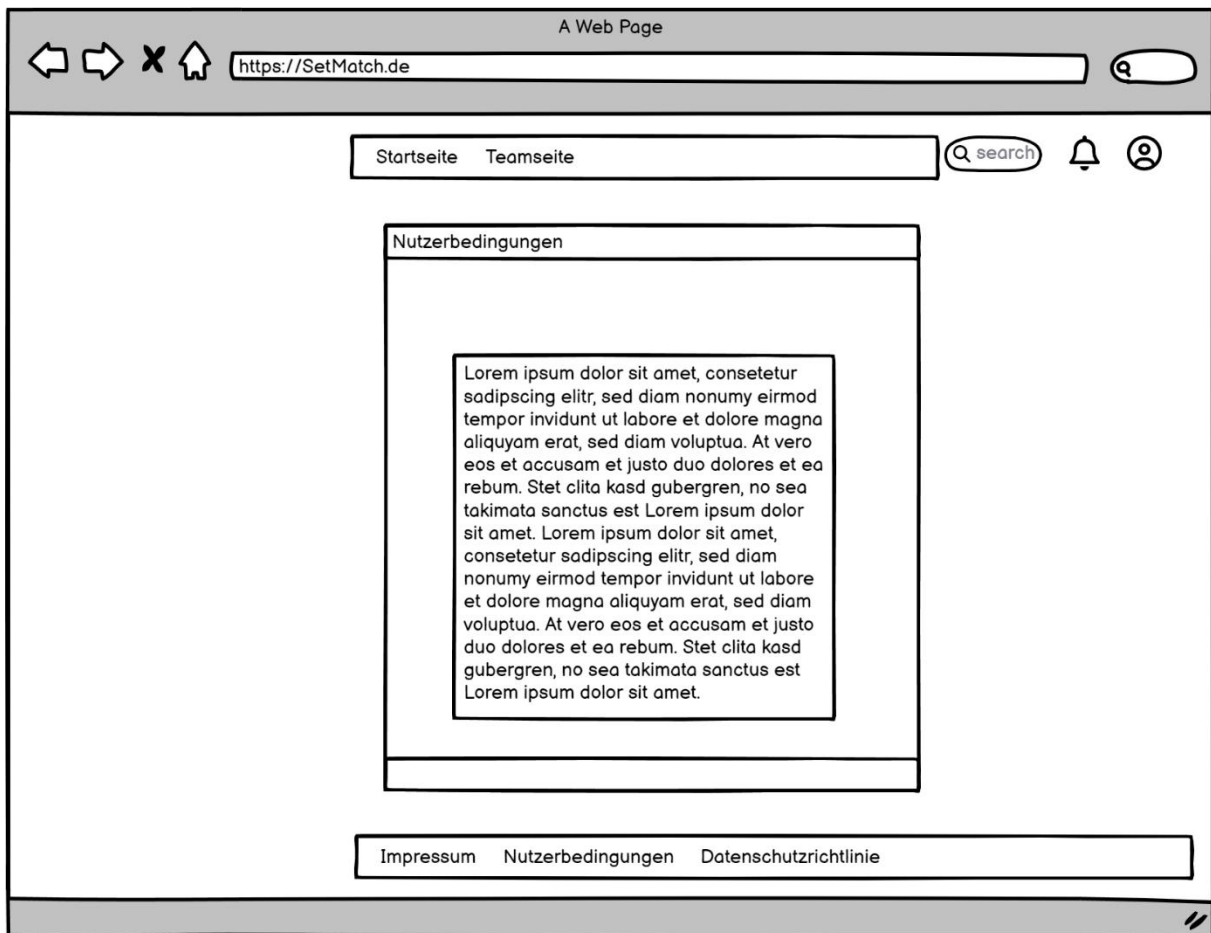 A Web Page
https://SetMatch.de
Startseite Teamseite search
Nutzerbedingungen
Lorem ipsum dolor sit amet, consetetur
sadipscing elitr, sed diam nonumy eirmod
tempor invidunt ut labore et dolore magna
aliquyam erat, sed diam voluptua. At vero
eos et accusam et justo duo dolores et ea
rebum. Stet clita kasd gubergren, no sea
takimata sanctus est Lorem ipsum dolor
sit amet. Lorem ipsum dolor sit amet,
consetetur sadipscing elitr, sed diam
nonumy eirmod tempor invidunt ut labore
et dolore magna aliquyam erat, sed diam
voluptua. At vero eos et accusam et justo
duo dolores et ea rebum. Stet clita kasd
gubergren, no sea takimata sanctus est
Lorem ipsum dolor sit amet.
Impressum Nutzerbedingungen Datenschutzrichtlinie